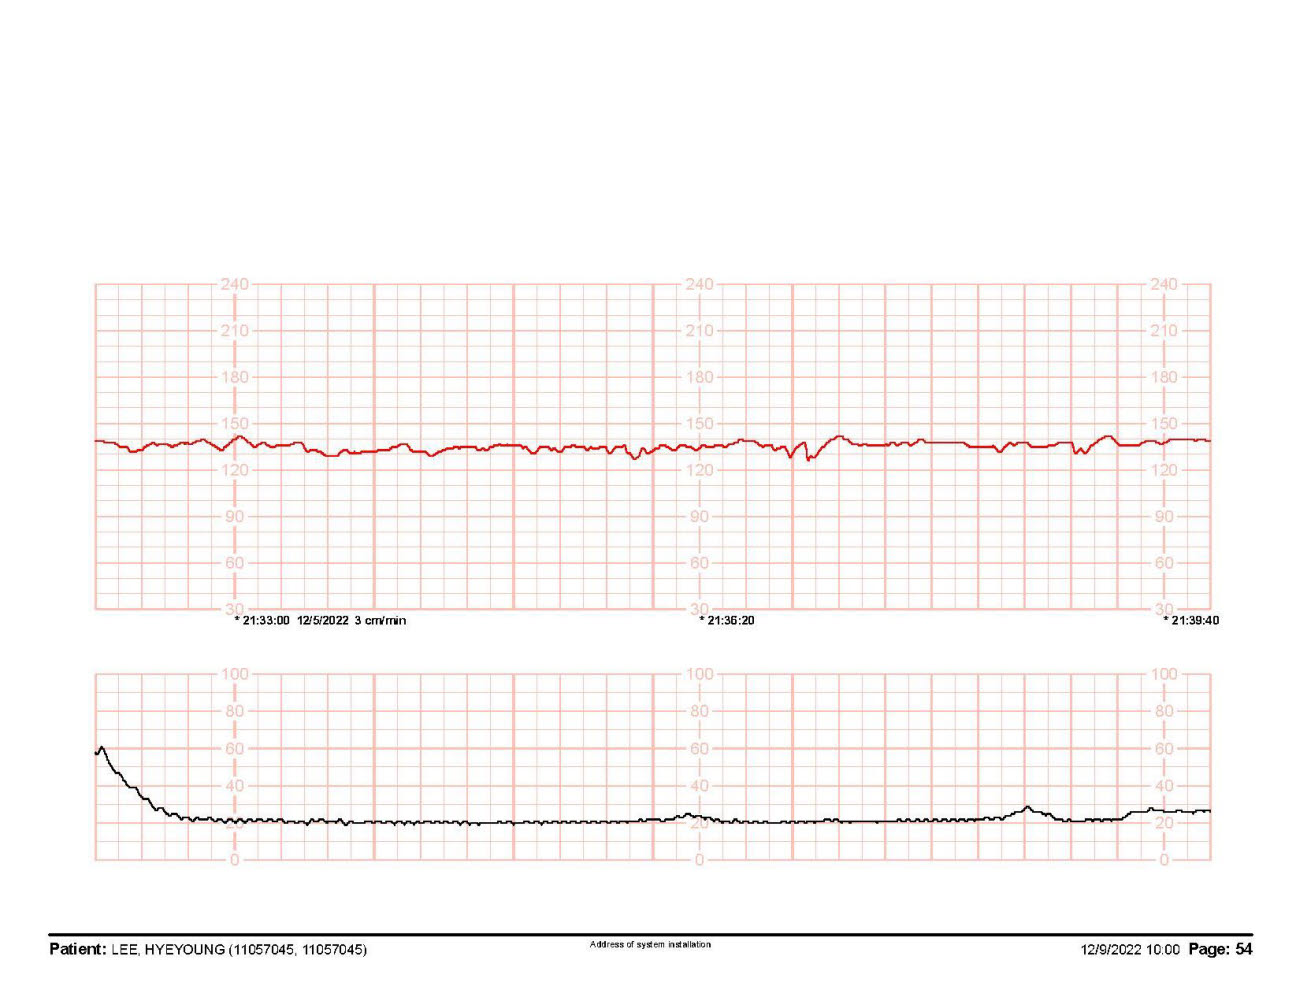 240 240 240
210 210 210
180 180 180
150 150 150
120 120 120
90 90 90
60 60 60
30 30 30
* 21:33:00 12/5/2022 3 cm/min * 21:36:20 * 21:39:40
100 100 100
80 80 80
60 60 60
40 40 40
20 20 20
0 0 0
Patient: LEE, HYEYOUNG (11057045, 11057045) Address of system installation 12/9/2022 10:00 Page: 54